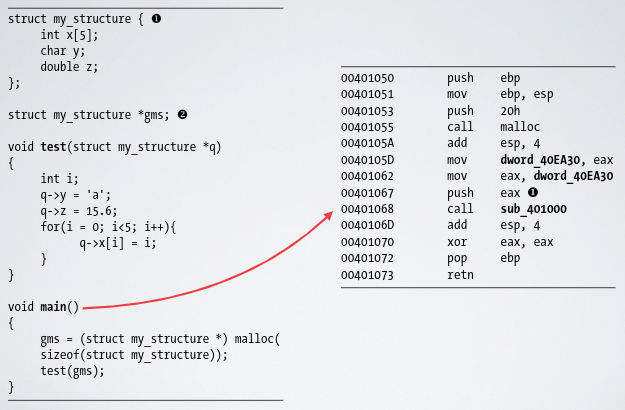 struct my_structure { ❶
int x[5];
char y;
double z;
};
struct my_structure *gms; ❷
void test(struct my_structure *q)
{
int i;
q->y = 'a';
q->z = 15.6;
for(i = 0; i<5; i++){
q->x[i] = i;
}
}
void main()
{
gms = (struct my_structure *) malloc(
sizeof(struct my_structure));
test(gms);
}
00401050 push ebp
00401051 mov ebp, esp
00401053 push 20h
00401055 call malloc
0040105A add esp, 4
0040105D mov dword_40EA30, eax
00401062 mov eax, dword_40EA30
00401067 push eax ❶
00401068 call sub_401000
0040106D add esp, 4
00401070 xor eax, eax
00401072 pop ebp
00401073 retn